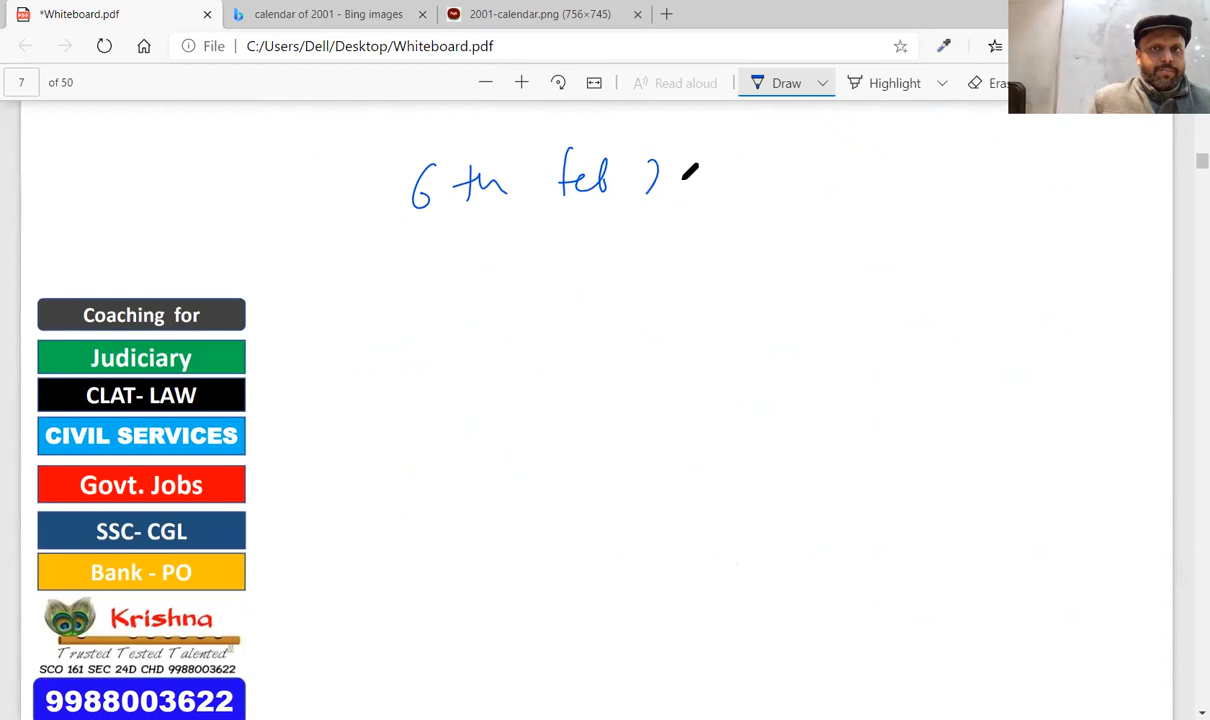 *Whiteboard.pdf
calendar of 2001 - Bing images
2001-calendar.png (756×745)
File
C:/Users/Dell/Desktop/Whiteboard.pdf
7
of 50
Read aloud
Draw
Highlight
6 th feb
Coaching for
Judiciary
CLAT- LAW
CIVIL SERVICES
Govt. Jobs
SSC- CGL
Bank - PO
Krishna
Trusted Tested Talented
SCO 161 SEC 24D CHD 9988003622
9988003622